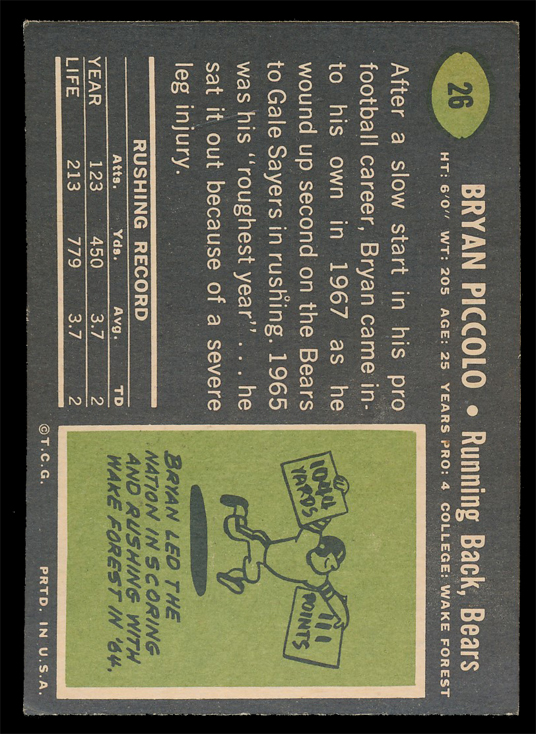 26
BRYAN PICCOLO • Running Back, Bears
HT: 6'0" WT: 205 AGE: 25 YEARS PRO: 4 COLLEGE: WAKE FOREST
After a slow start in his pro
football career, Bryan came in-
to his own in 1967 as he
wound up second on the Bears
to Gale Sayers in rushing. 1965
was his "roughest year" . . . he
sat it out because of a severe
leg injury.
RUSHING RECORD
Atts. Yds. Avg. TD
YEAR 123 450 3.7 2
LIFE 213 779 3.7 2
1044
YARDS
111
POINTS
BRYAN LED THE
NATION IN SCORING
AND RUSHING WITH
WAKE FOREST IN '64.
©T.C.G. PRTD. IN U.S.A.